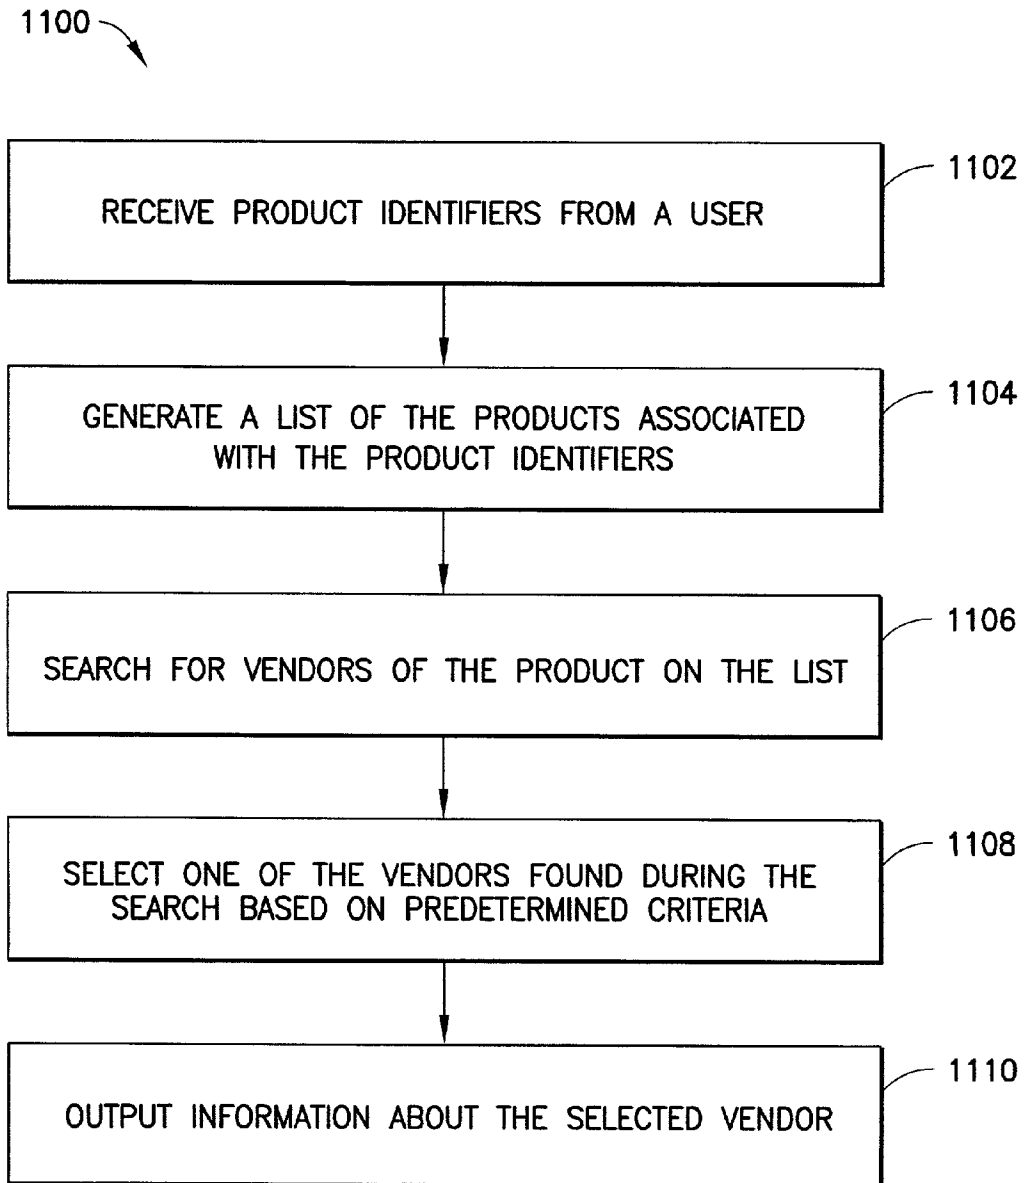 1100
RECEIVE PRODUCT IDENTIFIERS FROM A USER
1102
GENERATE A LIST OF THE PRODUCTS ASSOCIATED
WITH THE PRODUCT IDENTIFIERS
1104
SEARCH FOR VENDORS OF THE PRODUCT ON THE LIST
1106
SELECT ONE OF THE VENDORS FOUND DURING THE
SEARCH BASED ON PREDETERMINED CRITERIA
1108
OUTPUT INFORMATION ABOUT THE SELECTED VENDOR
1110